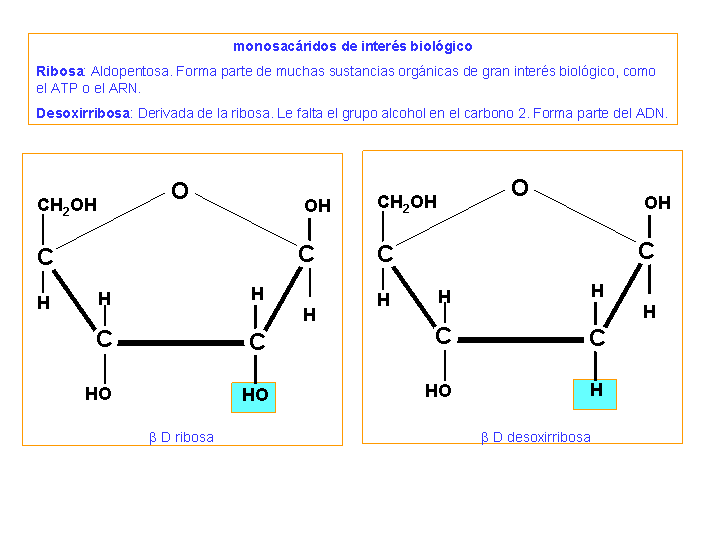 monosacáridos de interés biológico
Ribosa: Aldopentosa. Forma parte de muchas sustancias orgánicas de gran interés biológico, como
el ATP o el ARN.
Desoxirribosa: Derivada de la ribosa. Le falta el grupo alcohol en el carbono 2. Forma parte del ADN.
O
CH2OH
OH
C
C
H
H
H
H
C
C
HO
HO
β D ribosa
O
CH2OH
OH
C
C
H
H
H
H
C
C
HO
H
β D desoxirribosa